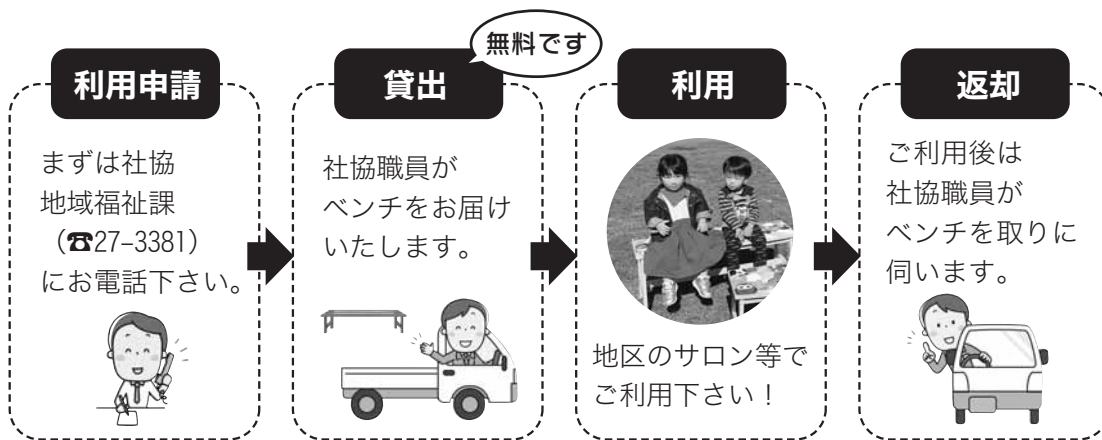 無料です
利用申請
まずは社協
地域福祉課
(☎27-3381)
にお電話下さい。
貸出
社協職員が
ベンチをお届け
いたします。
利用
地区のサロン等で
ご利用下さい!
返却
ご利用後は
社協職員が
ベンチを取りに
伺います。